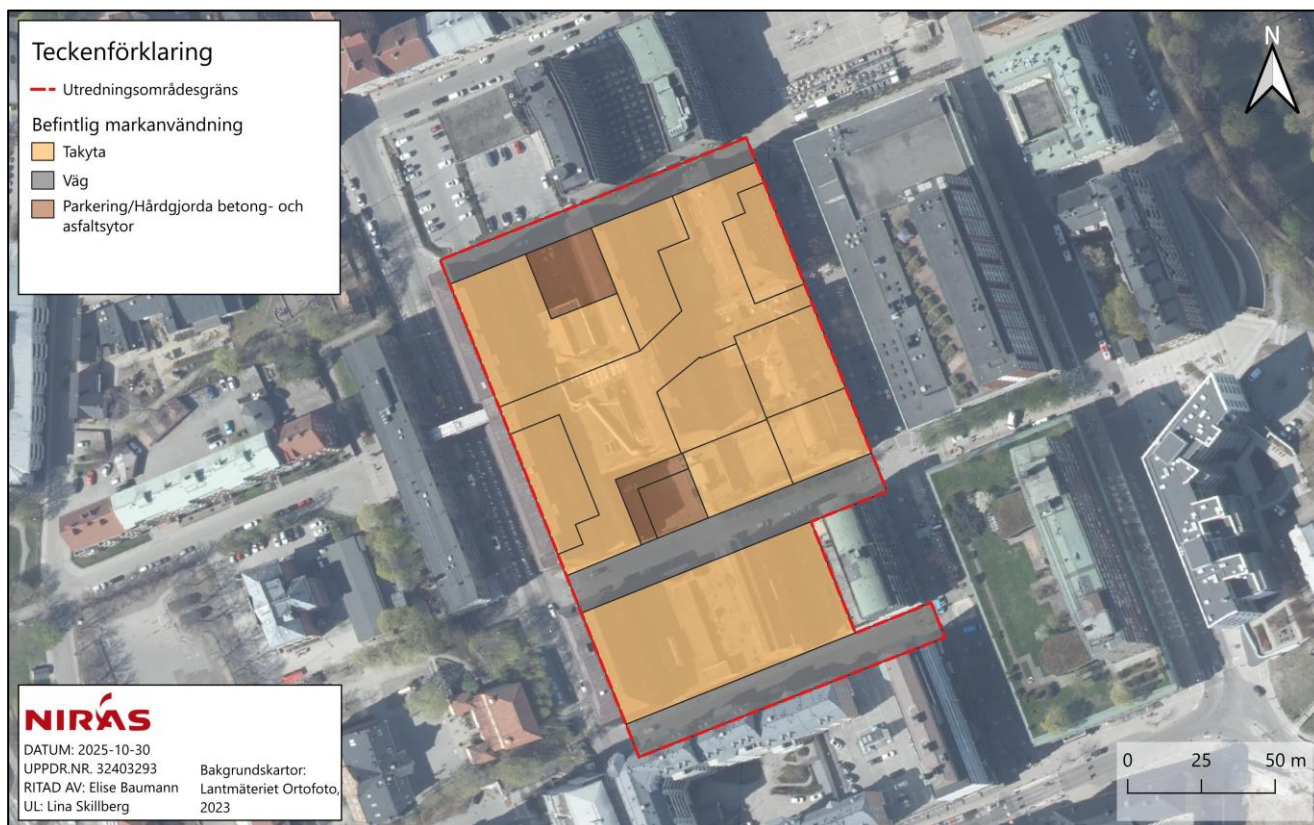 Teckenförklaring
Utredningsområdesgräns
Befintlig markanvändning
Takyta
Väg
Parkering/Hårdgjorda betong- och
asfaltsytor
N
NIRAS
DATUM: 2025-10-30
UPPDR.NR. 32403293
RITAD AV: Elise Baumann
UL: Lina Skillberg
Bakgrundskartor:
Lantmäteriet Ortofoto,
2023
0 25 50 m